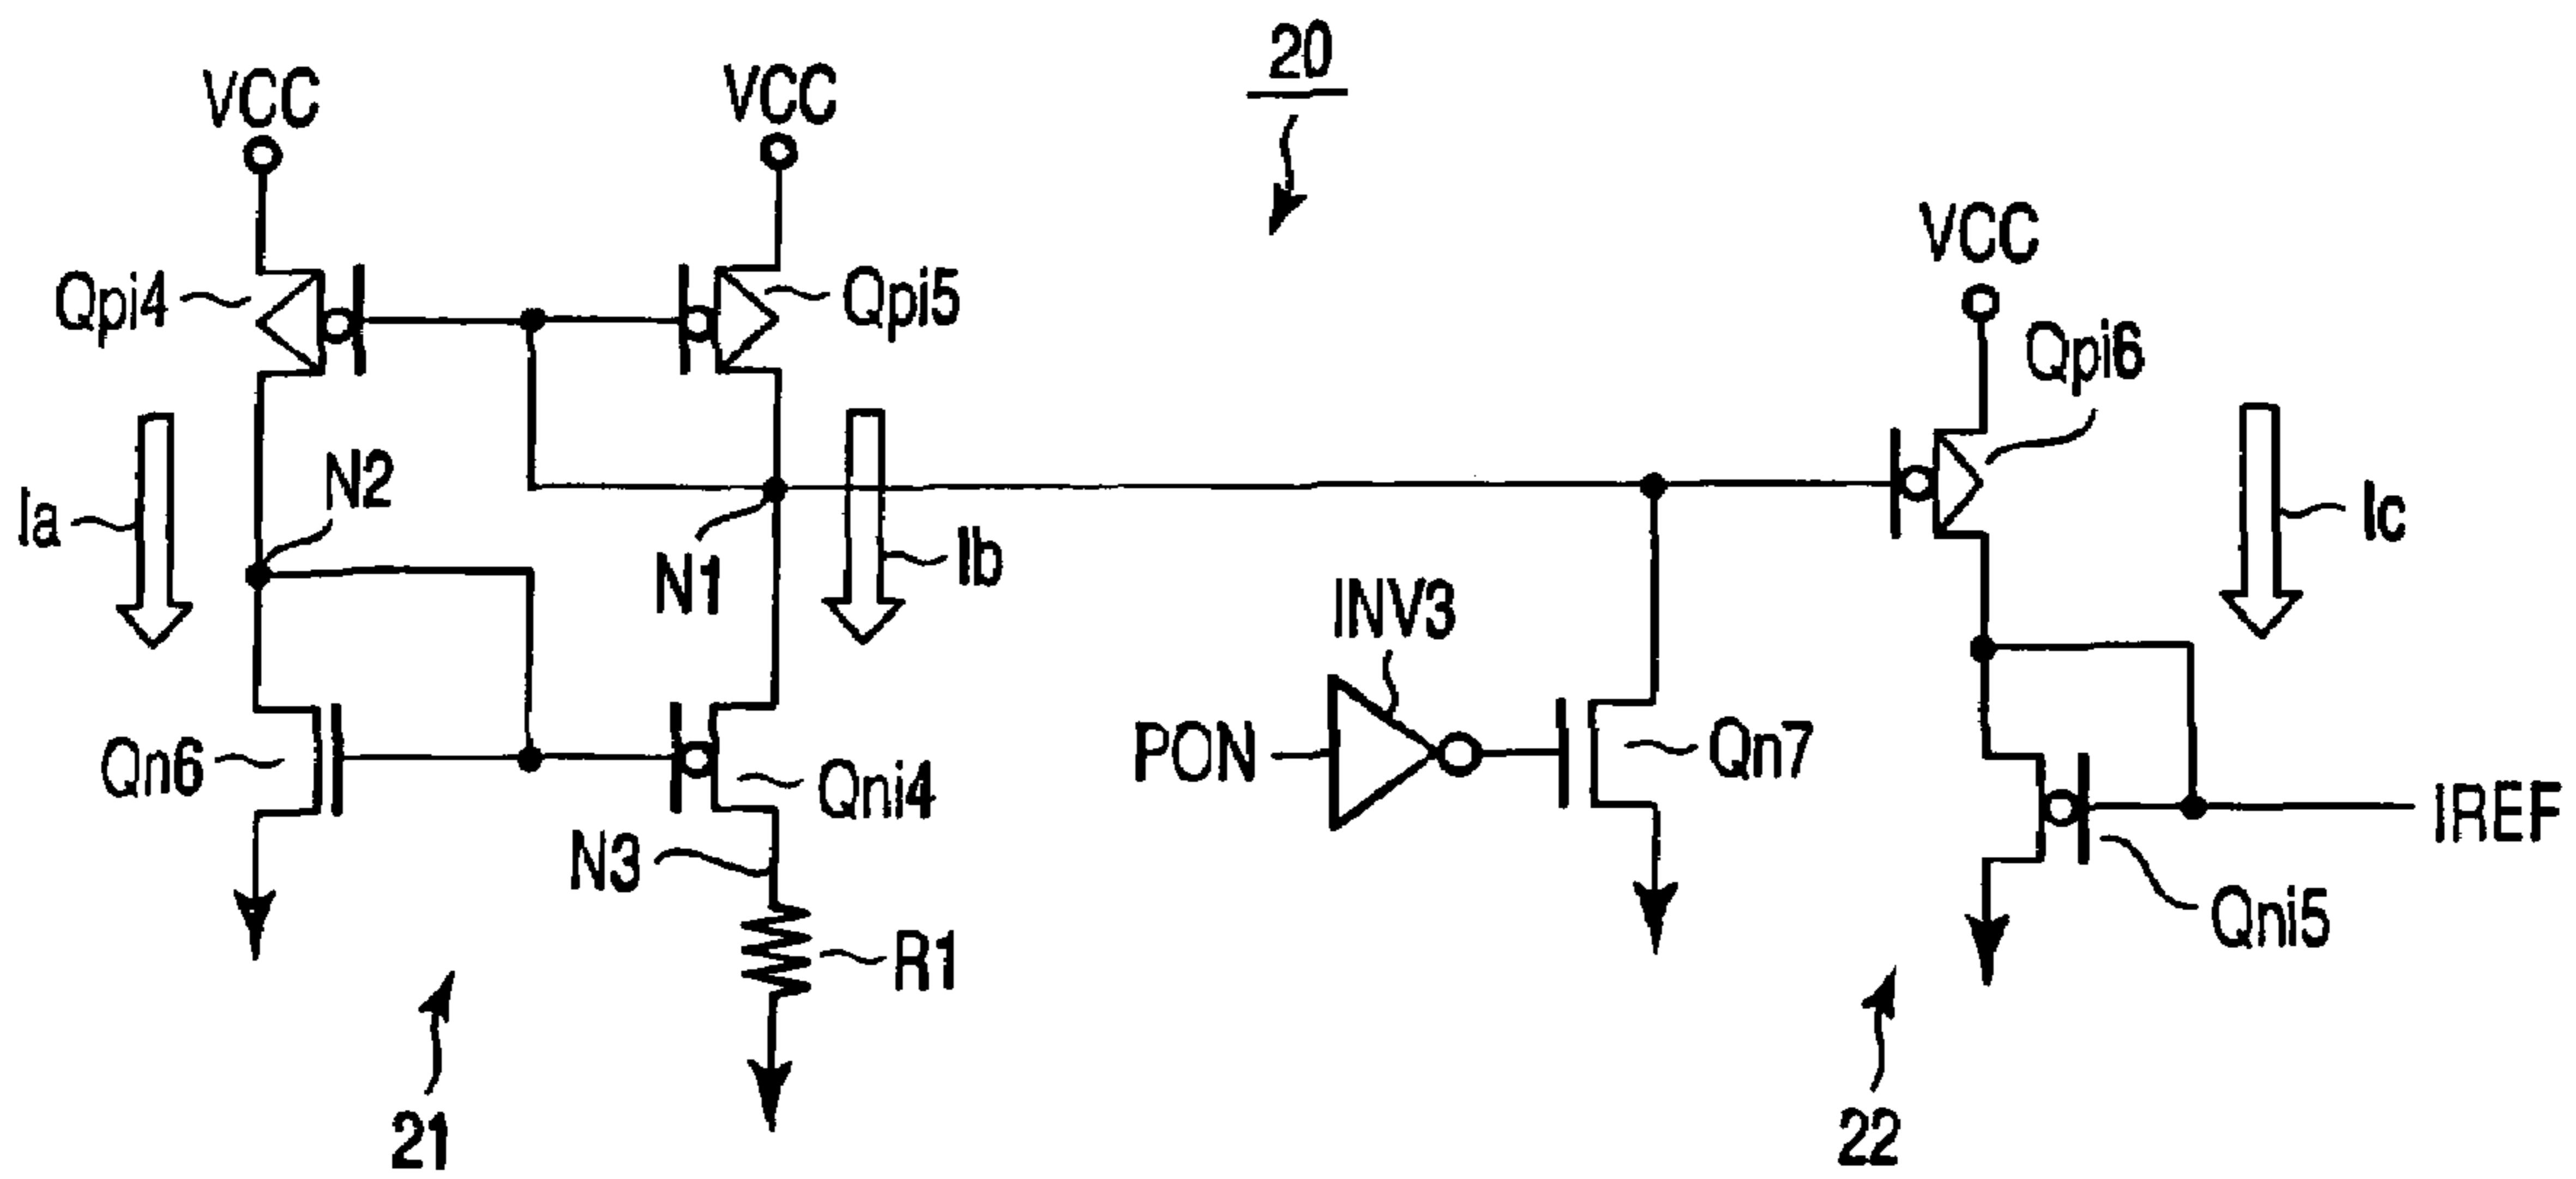 20
VCC
VCC
VCC
Qpi4
Qpi5
Qpi6
Ia
N2
N1
Ib
Ic
INV3
PON
Qn6
Qni4
Qn7
IREF
N3
Qni5
R1
21
22